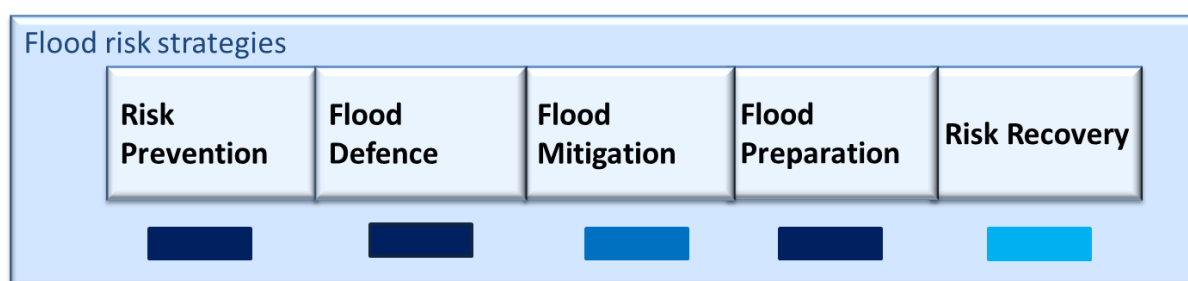 Flood risk strategies
Risk
Prevention
Flood
Defence
Flood
Mitigation
Flood
Preparation
Risk Recovery